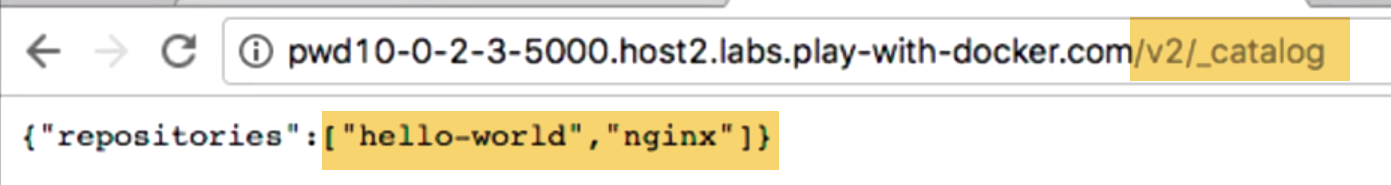 pwd10-0-2-3-5000.host2.labs.play-with-docker.com/v2/_catalog
{"repositories":["hello-world","nginx"]}